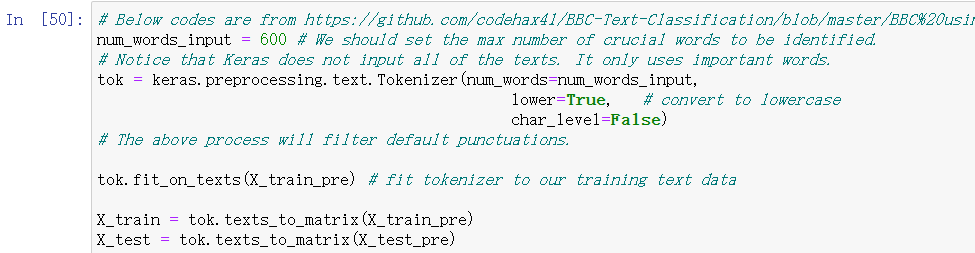 In [50]: # Below codes are from https://github.com/codehax41/BBC-Text-Classification/blob/master/BBC%20usin
num_words_input = 600 # We should set the max number of crucial words to be identified.
# Notice that Keras does not input all of the texts. It only uses important words.
tok = keras.preprocessing.text.Tokenizer(num_words=num_words_input,
lower=True, # convert to lowercase
char_level=False)
# The above process will filter default punctuations.
tok.fit_on_texts(X_train_pre) # fit tokenizer to our training text data
X_train = tok.texts_to_matrix(X_train_pre)
X_test = tok.texts_to_matrix(X_test_pre)